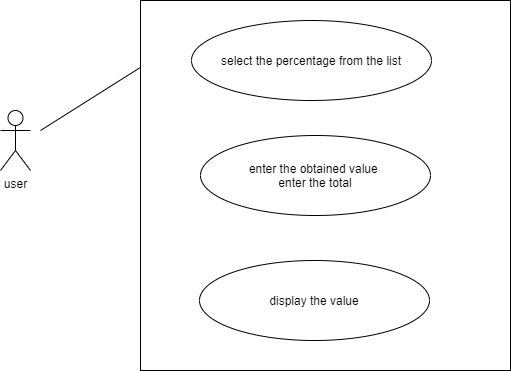 select the percentage from the list
enter the obtained value
enter the total
user
display the value